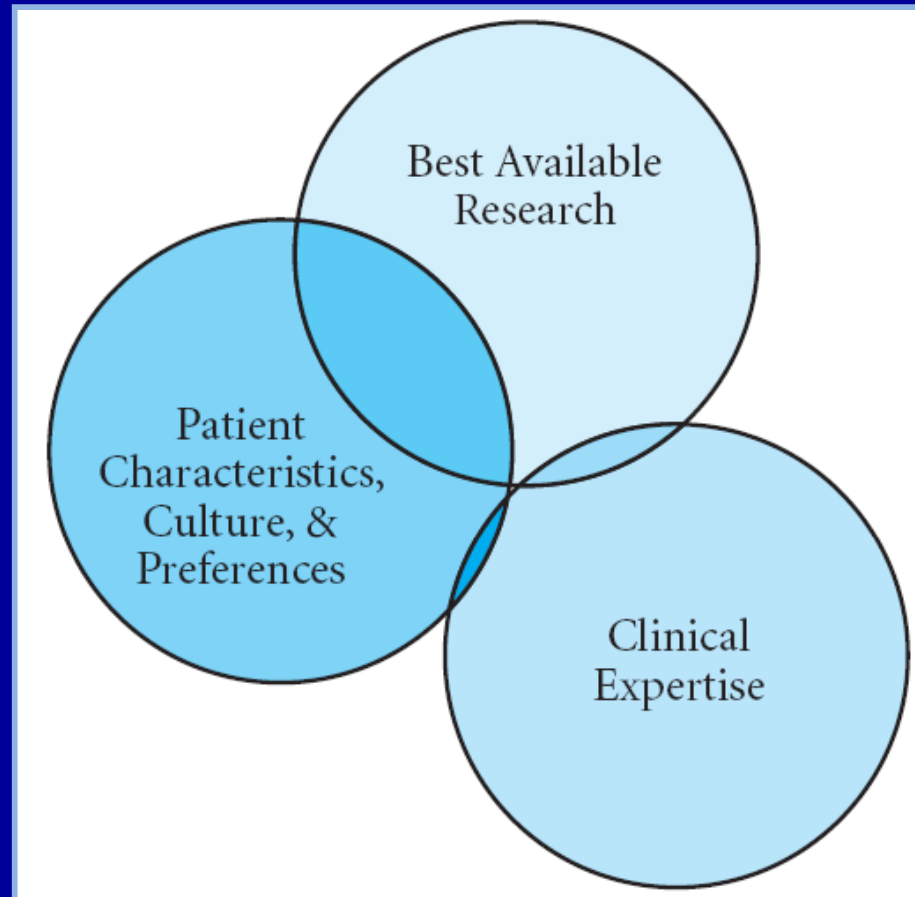 Best Available
Research
Patient
Characteristics,
Culture, &
Preferences
Clinical
Expertise